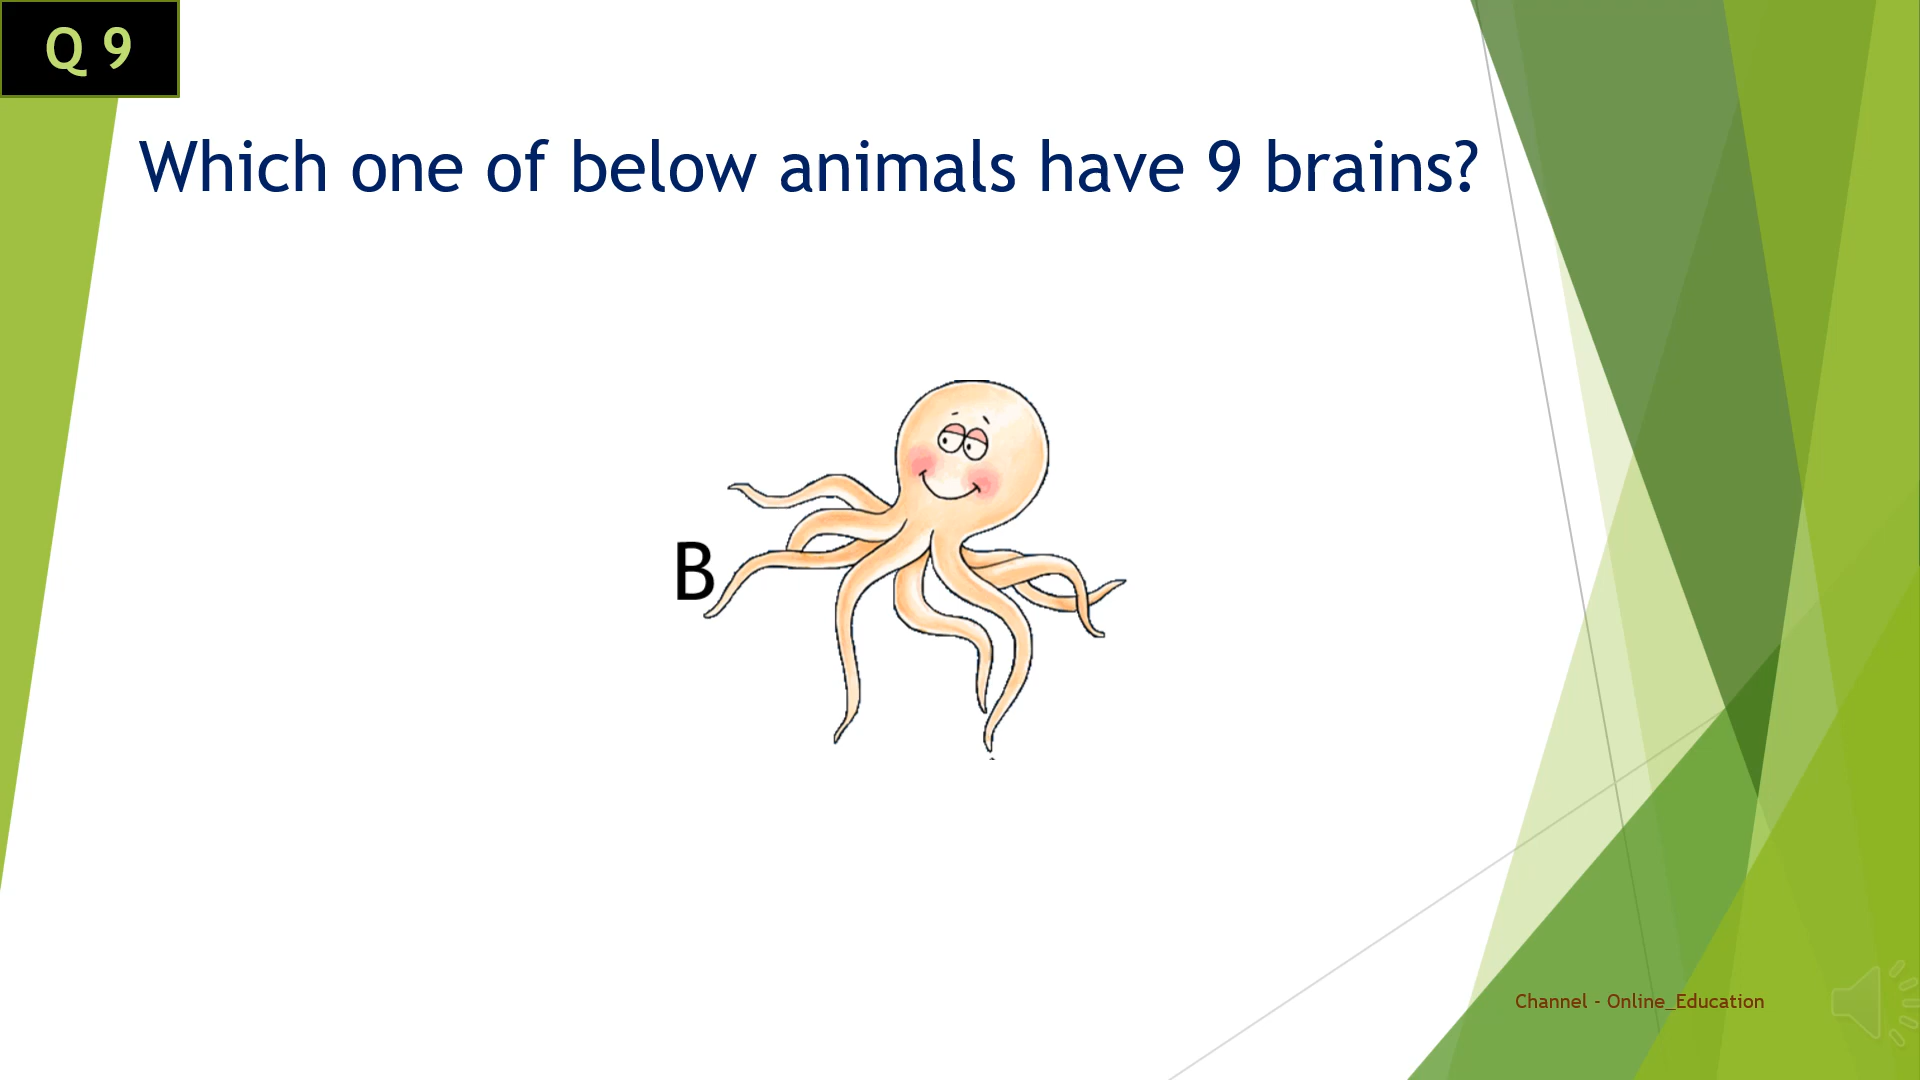 Q 9
Which one of below animals have 9 brains?
B
Channel - Online_Education